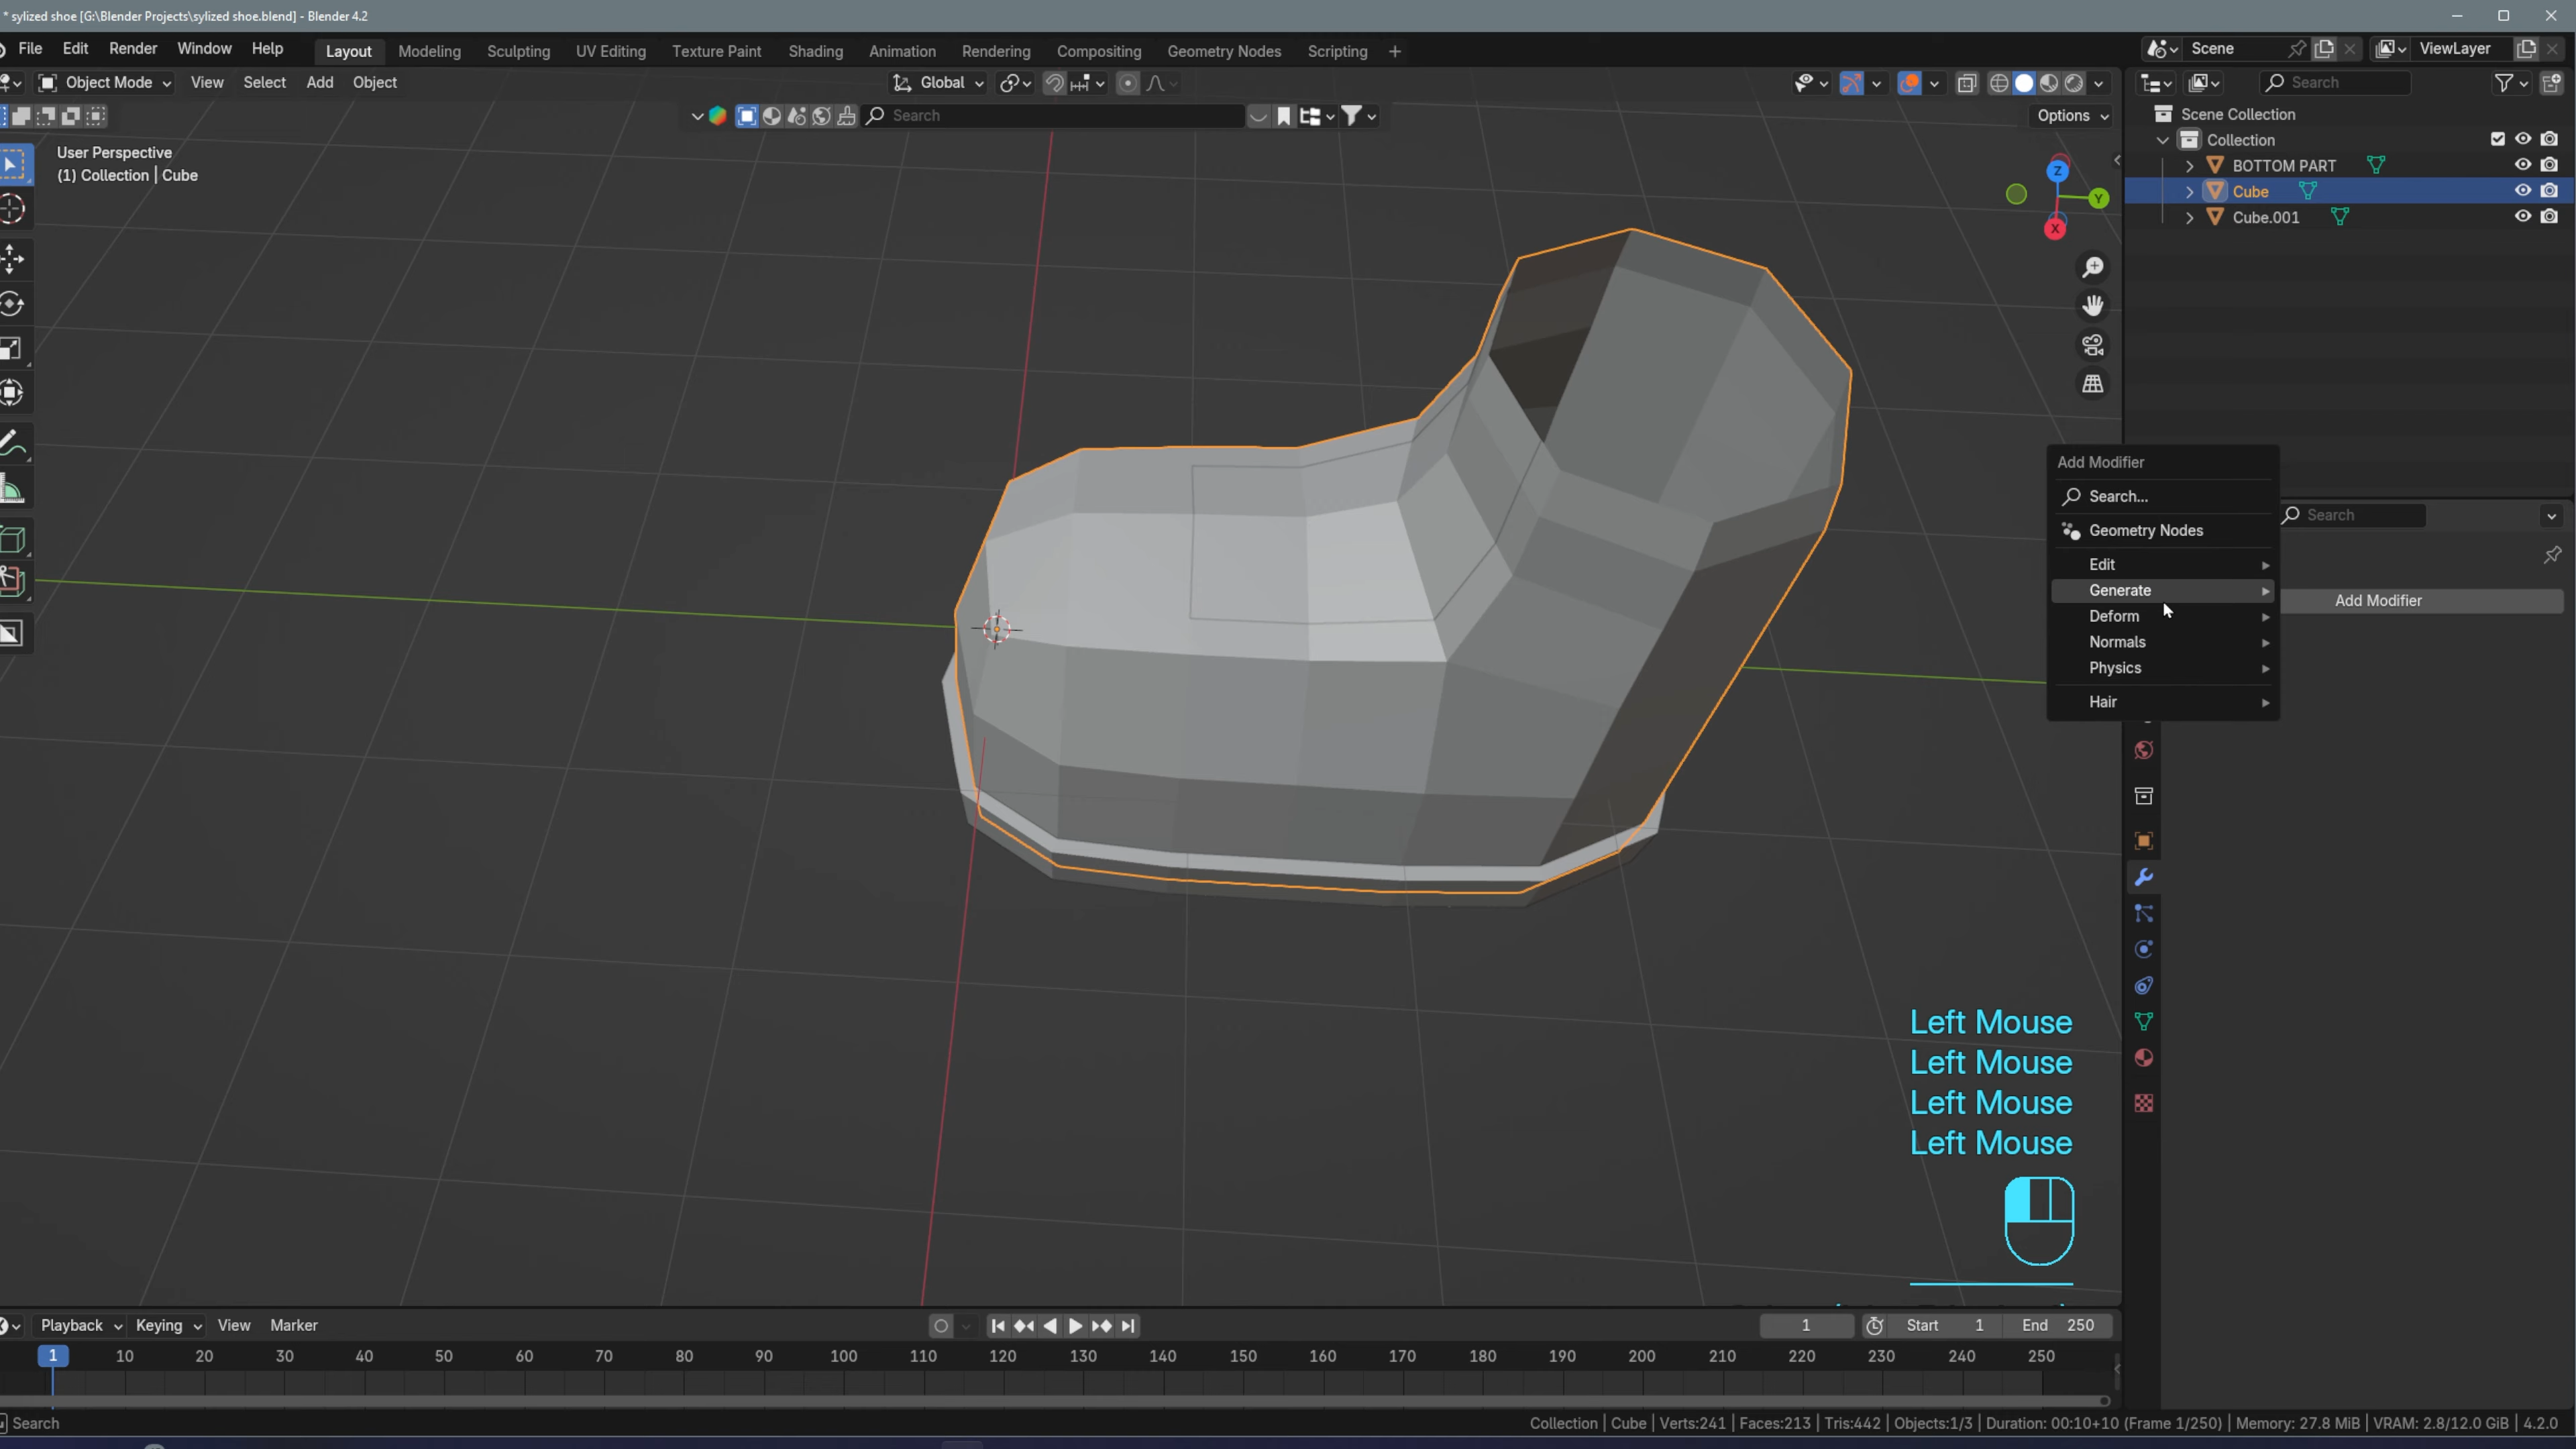 * sylized shoe [G:\Blender Projects\sylized shoe.blend] - Blender 4.2
File Edit Render Window Help Layout Modeling Sculpting UV Editing Texture Paint Shading Animation Rendering Compositing Geometry Nodes Scripting + Scene ViewLayer
Object Mode View Select Add Object Global Search
Search Options
User Perspective
(1) Collection | Cube
Z
Y
X
Scene Collection
Collection
BOTTOM PART
Cube
Cube.001
Add Modifier
Search...
Geometry Nodes
Edit
Generate
Deform
Normals
Physics
Hair
Search
Add Modifier
Left Mouse
Left Mouse
Left Mouse
Left Mouse
Playback Keying View Marker 1 Start 1 End 250
1 10 20 30 40 50 60 70 80 90 100 110 120 130 140 150 160 170 180 190 200 210 220 230 240 250
Search Collection | Cube | Verts:241 | Faces:213 | Tris:442 | Objects:1/3 | Duration: 00:10+10 (Frame 1/250) | Memory: 27.8 MiB | VRAM: 2.8/12.0 GiB | 4.2.0